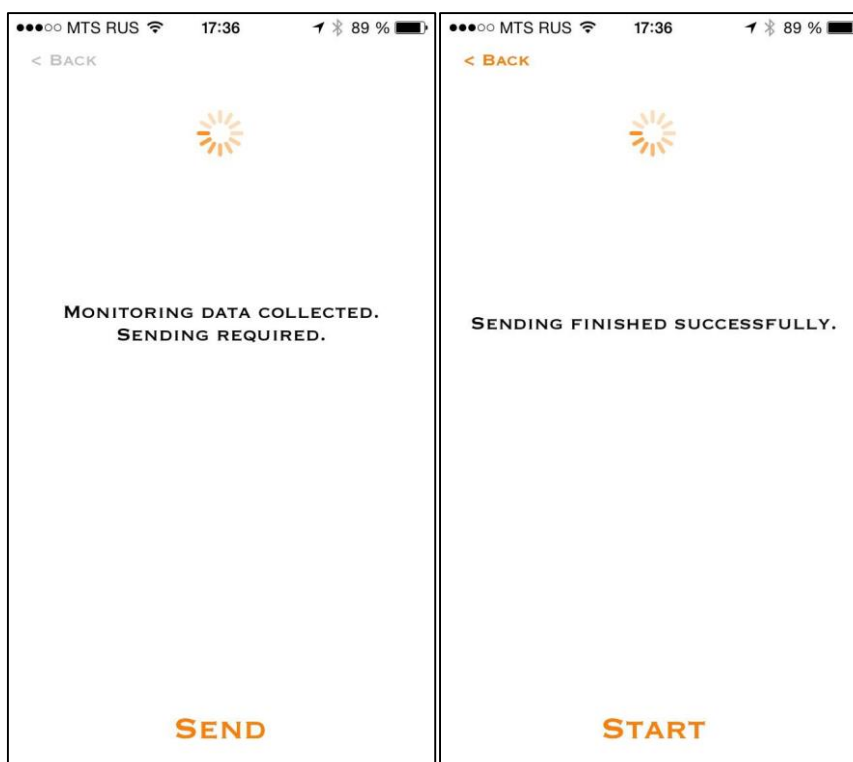 MTS RUS 17:36 89 %
< BACK
MONITORING DATA COLLECTED.
SENDING REQUIRED.
SEND
MTS RUS 17:36 89 %
< BACK
SENDING FINISHED SUCCESSFULLY.
START